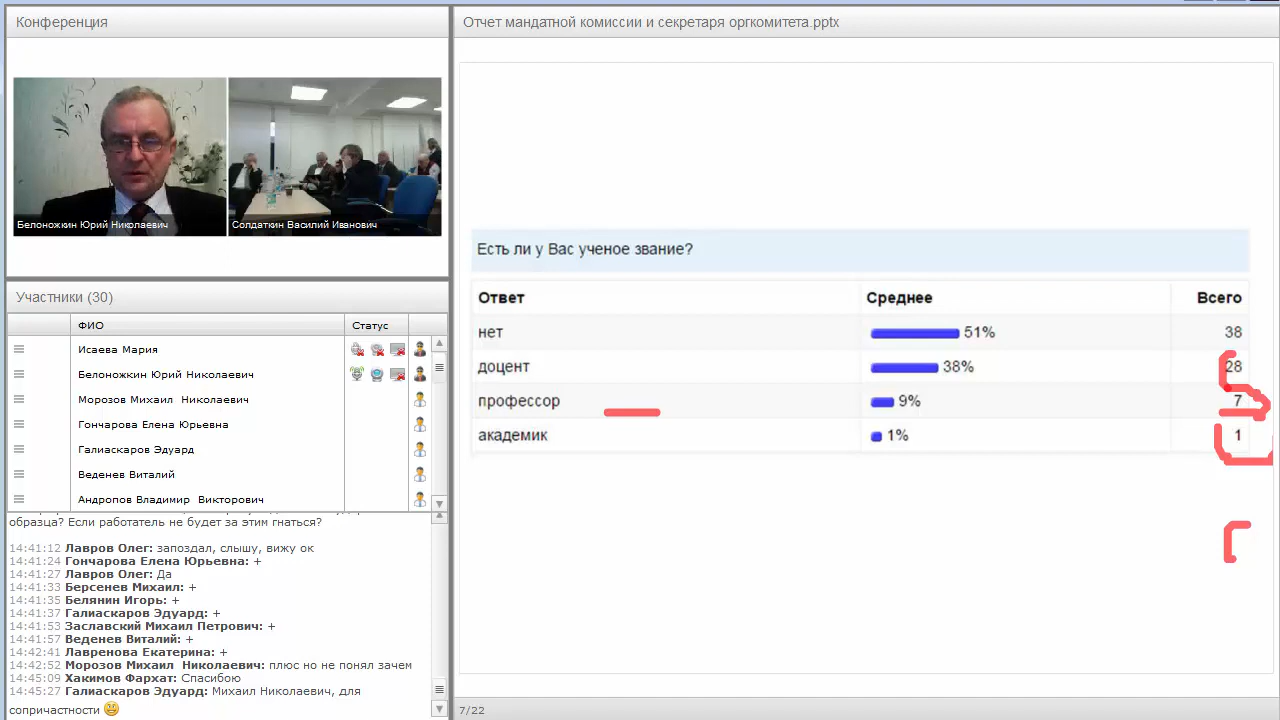 Конференция
Белоножкин Юрий Николаевич
Солдаткин Василий Иванович
Участники (30)
ФИО Статус
Исаева Мария
Белоножкин Юрий Николаевич
Морозов Михаил Николаевич
Гончарова Елена Юрьевна
Галиаскаров Эдуард
Веденев Виталий
Андропов Владимир Викторович
образца? Если работатель не будет за этим гнаться?
14:41:12 Лавров Олег: запоздал, слышу, вижу ок
14:41:24 Гончарова Елена Юрьевна: +
14:41:27 Лавров Олег: Да
14:41:33 Берсенев Михаил: +
14:41:35 Белянин Игорь: +
14:41:37 Галиаскаров Эдуард: +
14:41:53 Заславский Михаил Петрович: +
14:41:57 Веденев Виталий: +
14:42:41 Лавренова Екатерина: +
14:42:52 Морозов Михаил Николаевич: плюс но не понял зачем
14:45:09 Хакимов Фархат: Спасибою
14:45:27 Галиаскаров Эдуард: Михаил Николаевич, для
сопричастности
Отчет мандатной комиссии и секретаря оргкомитета.pptx
Есть ли у Вас ученое звание?
Ответ Среднее Всего
нет 51% 38
доцент 38% 28
профессор 9% 7
академик 1% 1
7/22